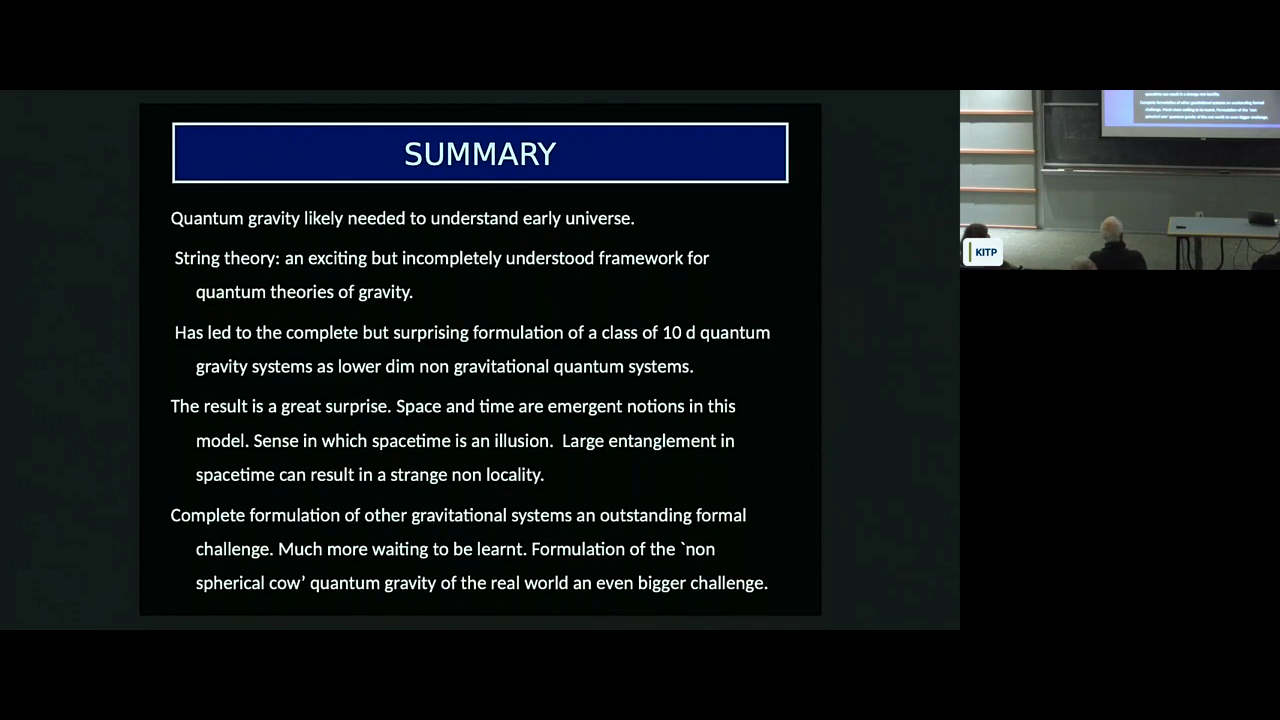 SUMMARY
Quantum gravity likely needed to understand early universe.
String theory: an exciting but incompletely understood framework for
quantum theories of gravity.
Has led to the complete but surprising formulation of a class of 10 d quantum
gravity systems as lower dim non gravitational quantum systems.
The result is a great surprise. Space and time are emergent notions in this
model. Sense in which spacetime is an illusion.  Large entanglement in
spacetime can result in a strange non locality.
Complete formulation of other gravitational systems an outstanding formal
challenge. Much more waiting to be learnt. Formulation of the `non
spherical cow’ quantum gravity of the real world an even bigger challenge.
KITP